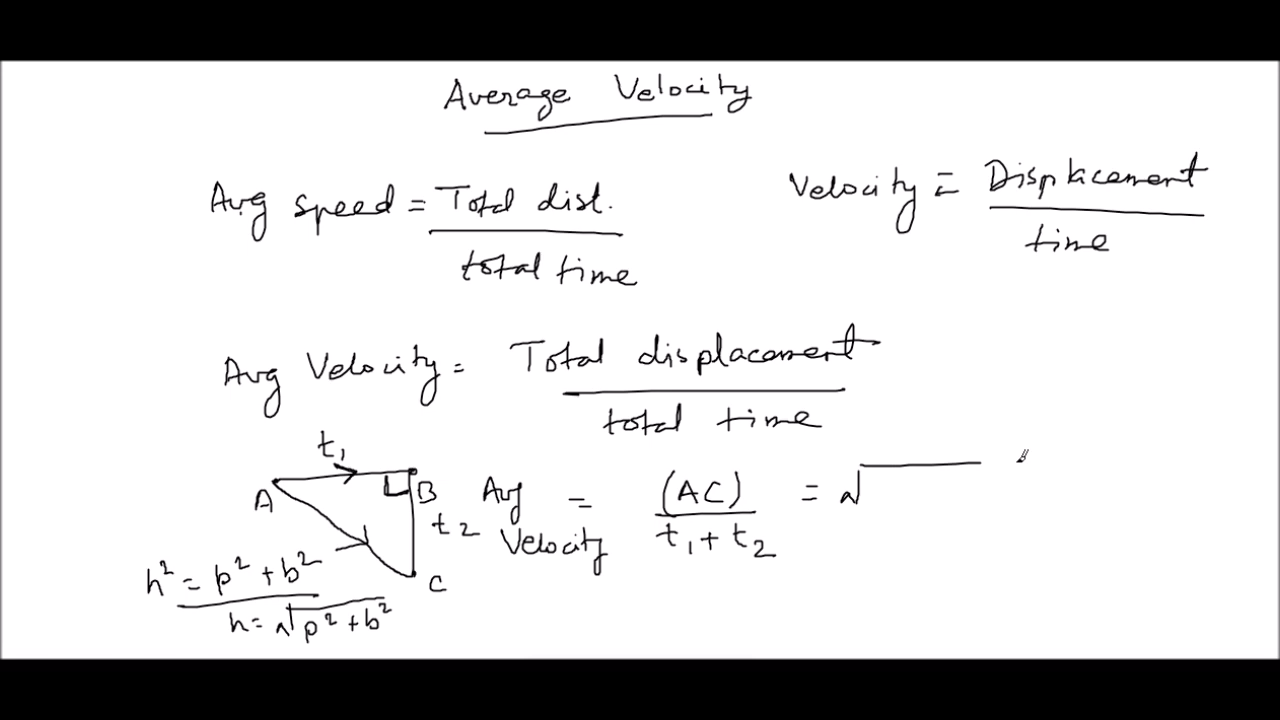 Average Velocity
Avg speed = Total dist.
total time
Velocity = Displacement
time
Avg Velocity = Total displacement
total time
t₁
A
B
t₂
C
h² = p² + b²
h = √p² + b²
Avg Velocity = (AC) = √
t₁ + t₂